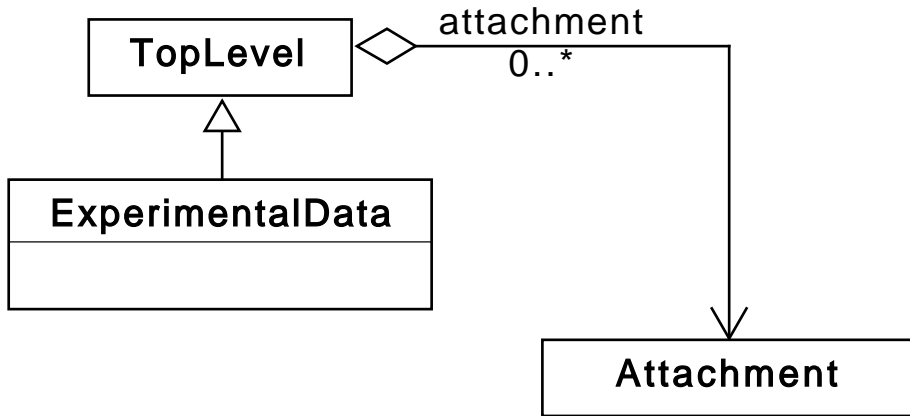 attachment
TopLevel
0..*
ExperimentalData
Attachment